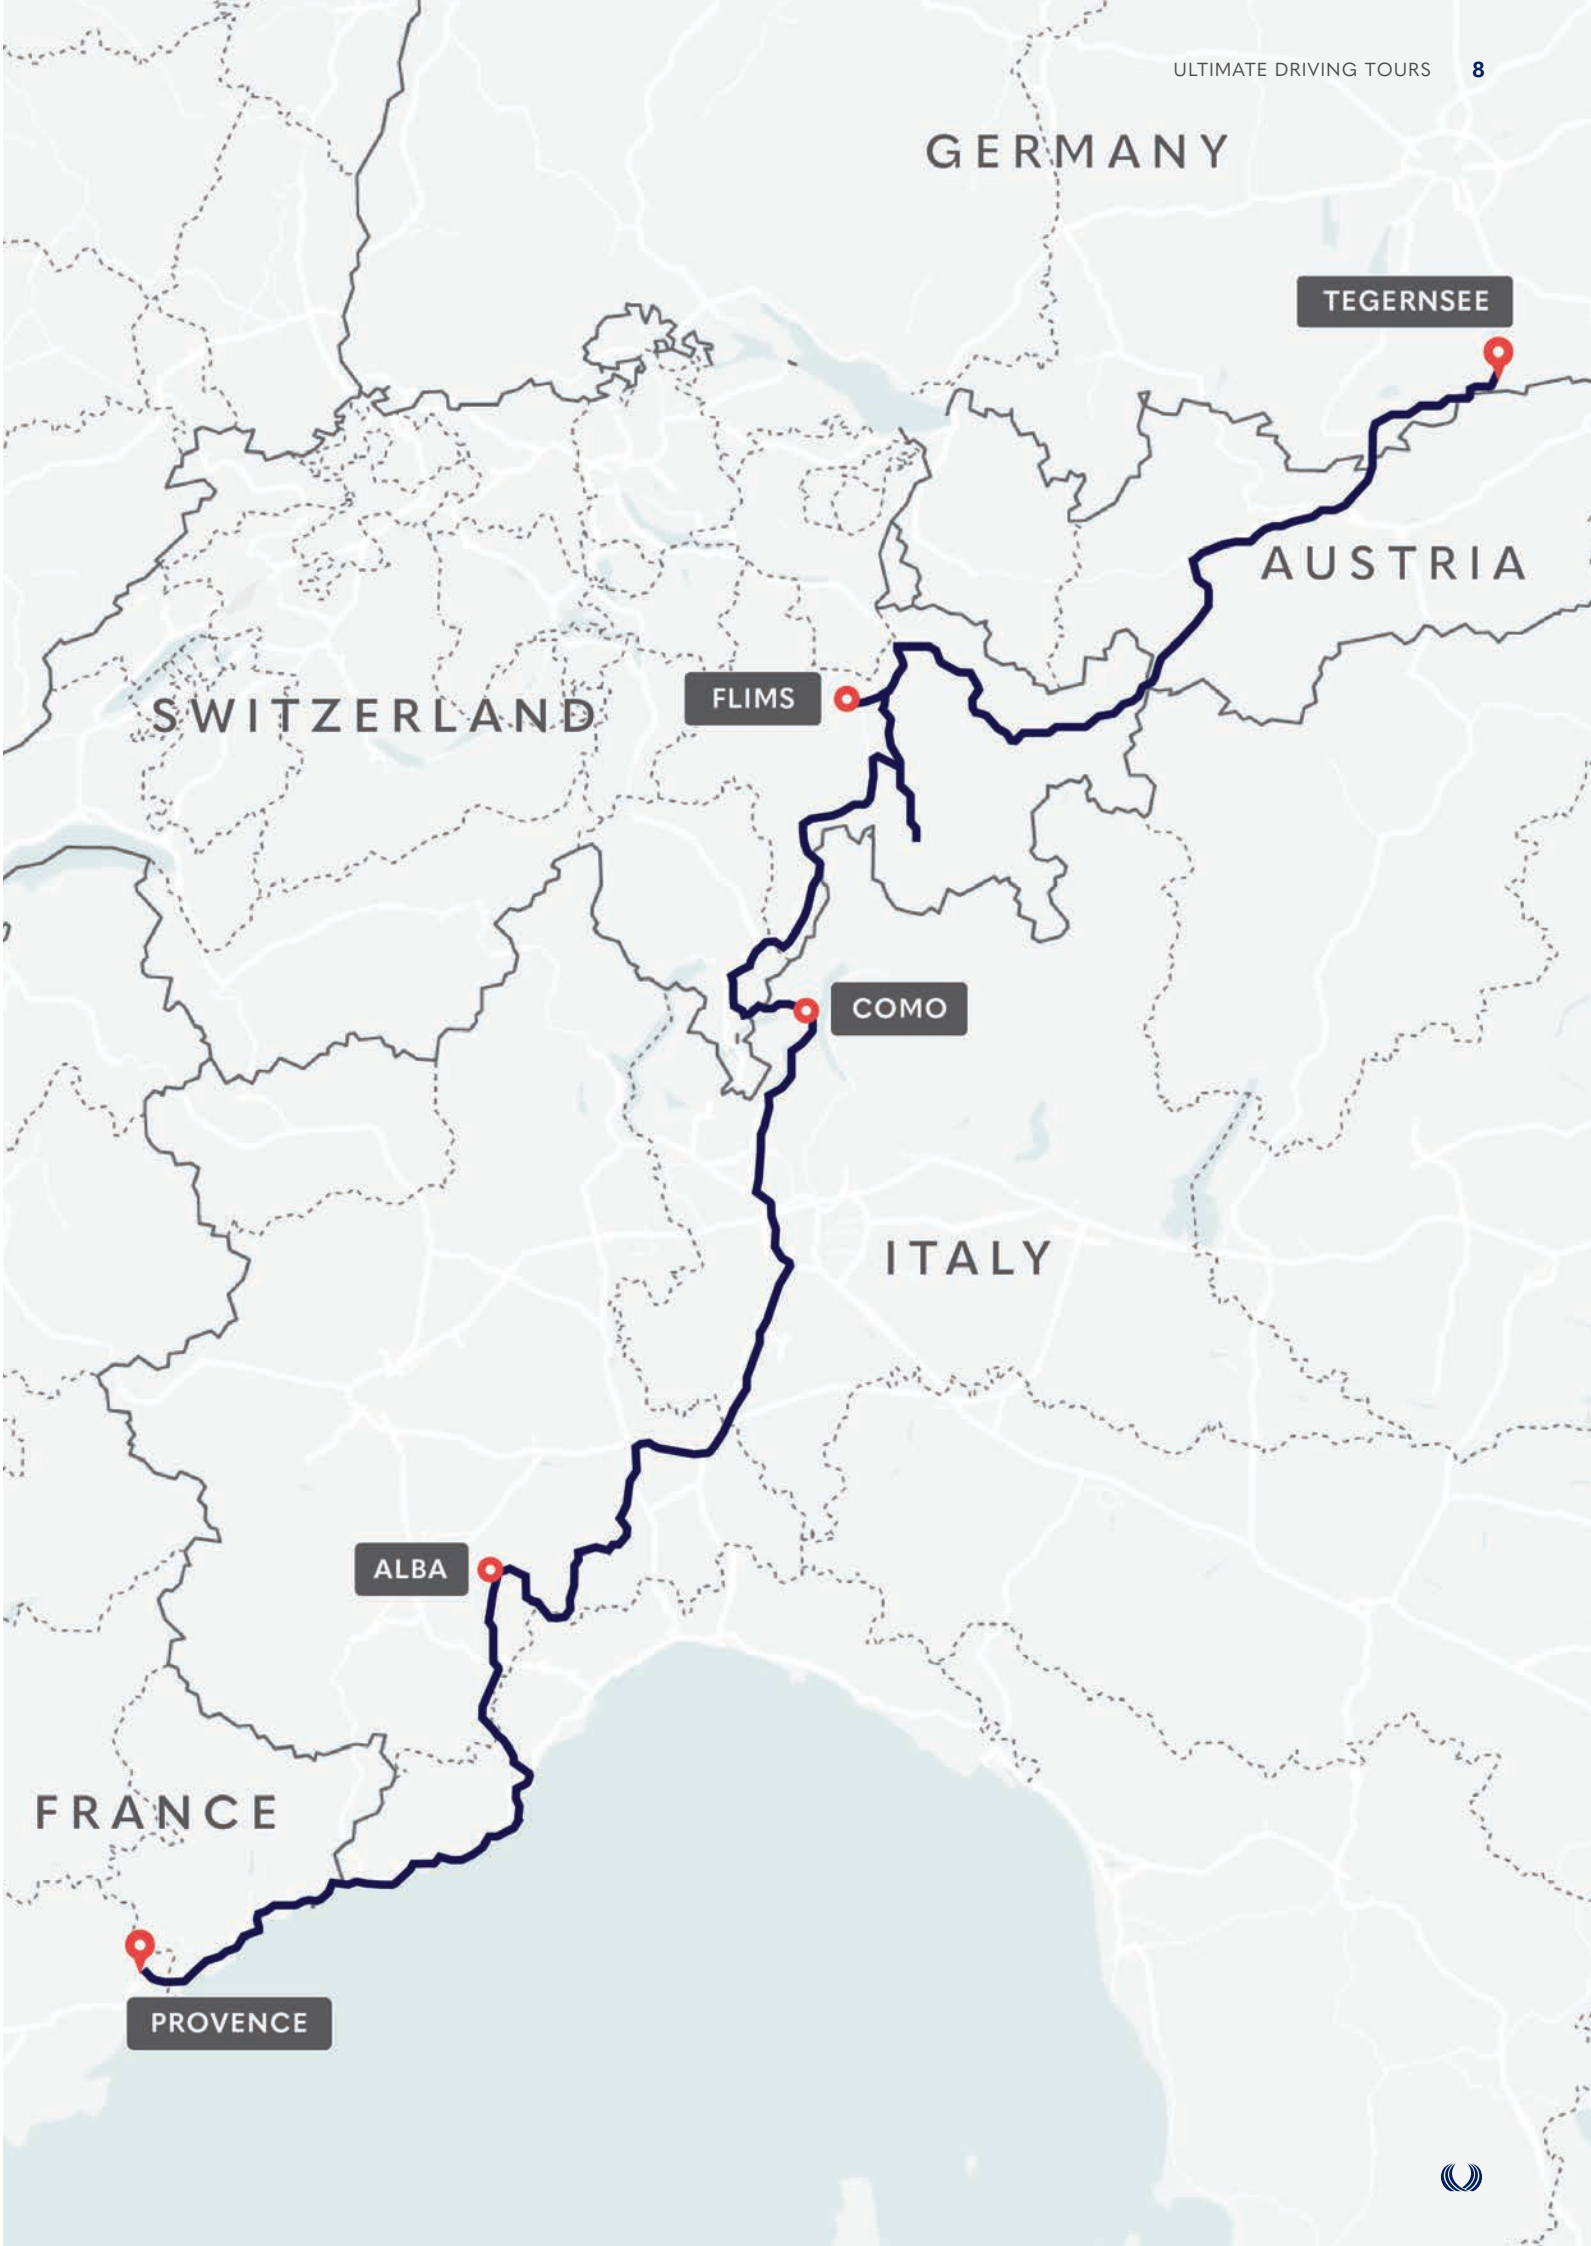 ULTIMATE DRIVING TOURS 8
GERMANY
TEGERNSEE
AUSTRIA
FLIMS
SWITZERLAND
COMO
ITALY
ALBA
FRANCE
PROVENCE